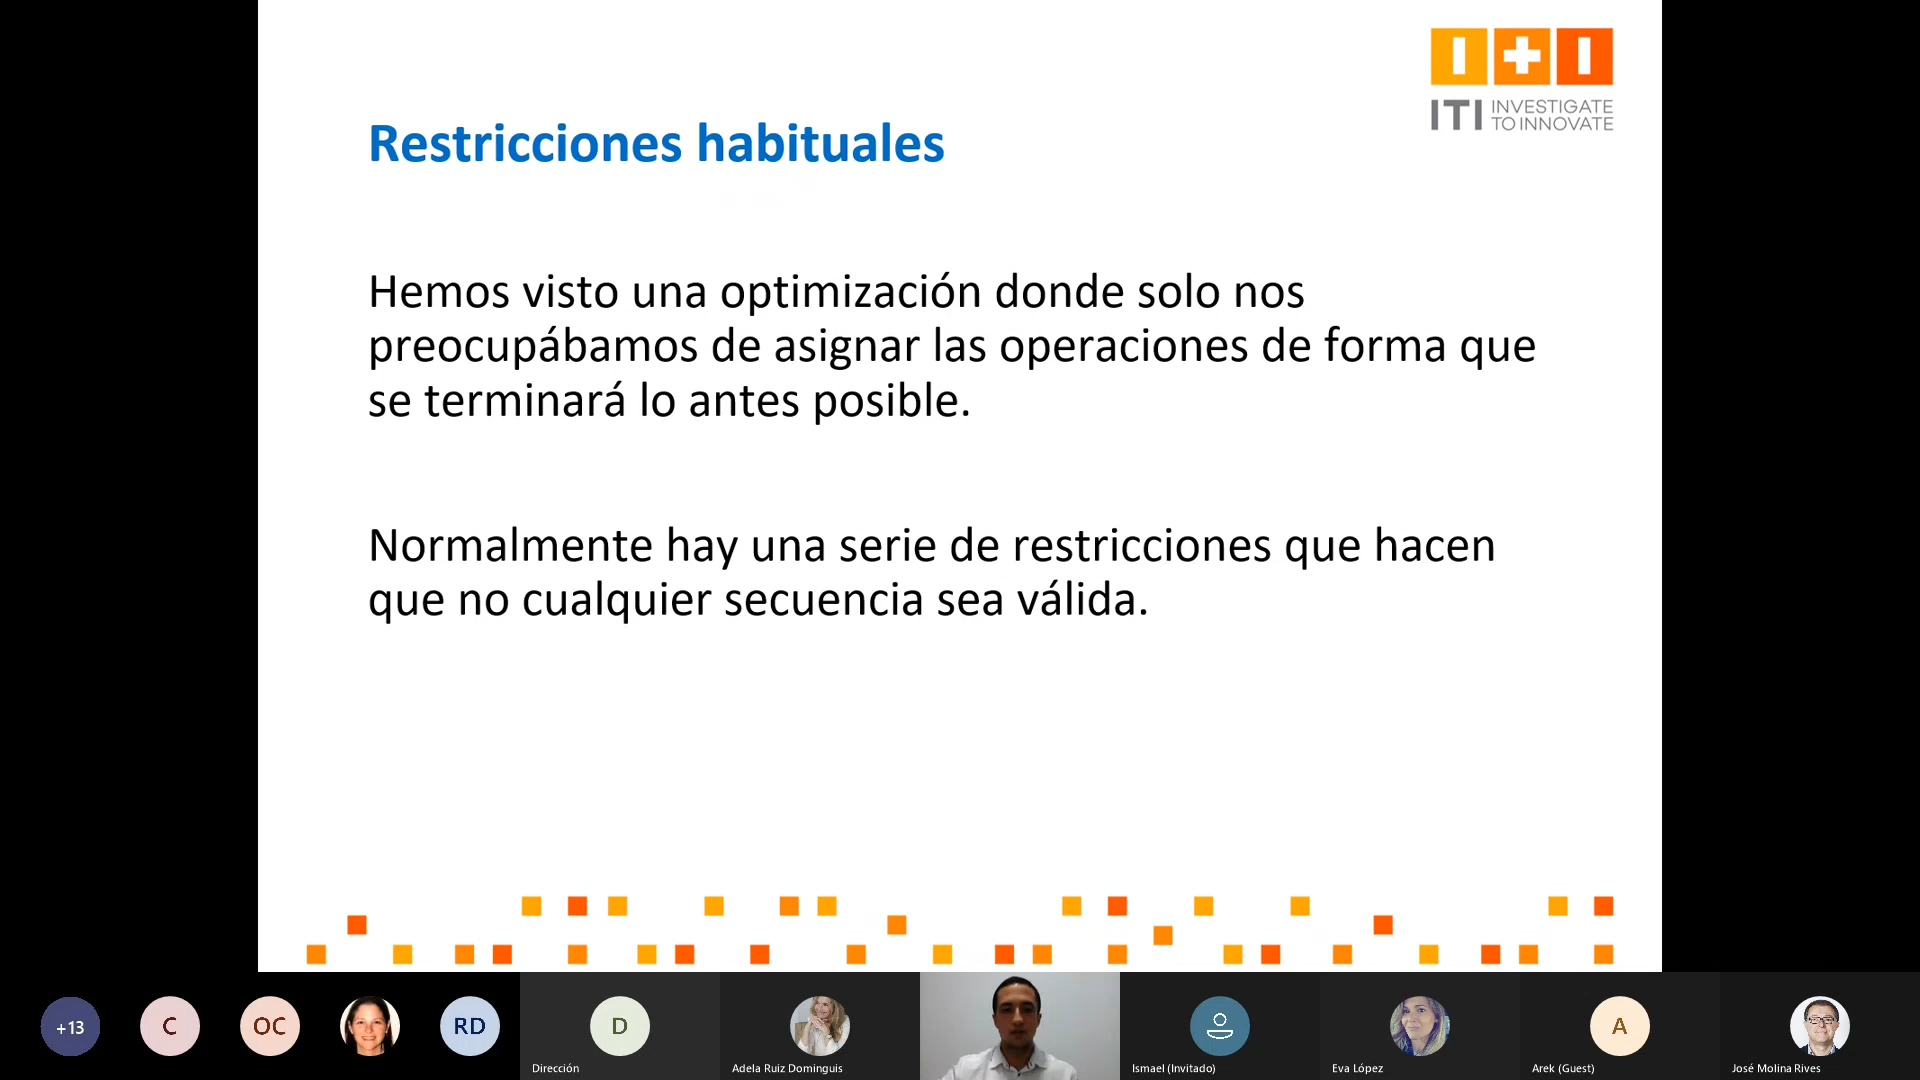 ITI INVESTIGATE
TO INNOVATE
Restricciones habituales
Hemos visto una optimización donde solo nos
preocupábamos de asignar las operaciones de forma que
se terminará lo antes posible.
Normalmente hay una serie de restricciones que hacen
que no cualquier secuencia sea válida.
+13
C
OC
RD
D
A
Dirección
Adela Ruiz Dominguis
Ismael (Invitado)
Eva López
Arek (Guest)
José Molina Rives